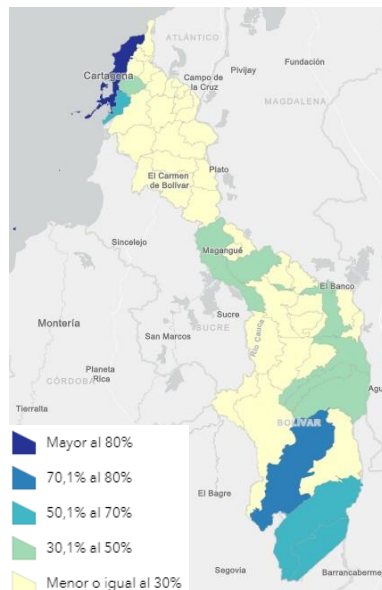 ATLÁNTICO
Fundación
Cartagena
Campo de
la Cruz
Pivijay
MAGDALENA
El Carmen
de Bolívar
Plato
Sincelejo
Magangué
El Banco
Montería
Sucre
SUCRE
San Marcos
Río Cauca
Planeta
Rica
CÓRDOBA
Agu
Tierralta
BOLÍVAR
Mayor al 80%
70,1% al 80%
50,1% al 70%
El Bagre
30,1% al 50%
Segovia
Barrancaberme
Menor o igual al 30%